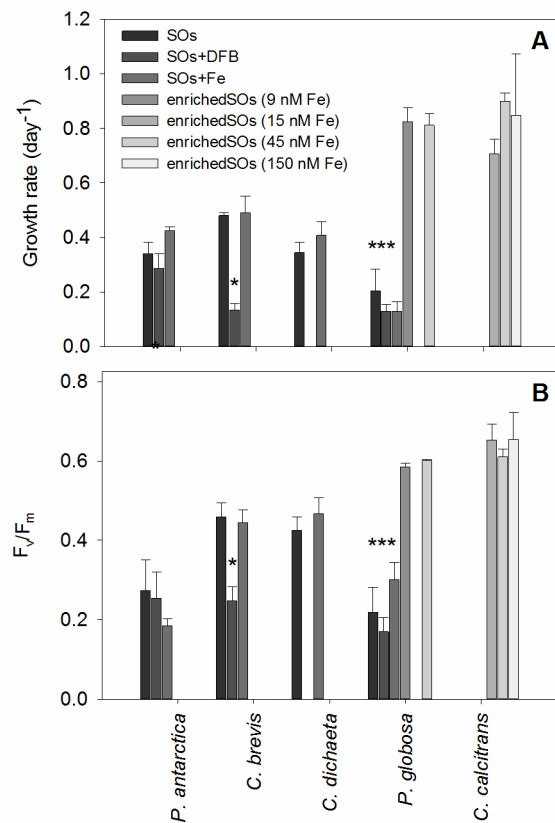 A
SOs
SOs+DFB
SOs+Fe
enrichedSOs (9 nM Fe)
enrichedSOs (15 nM Fe)
enrichedSOs (45 nM Fe)
enrichedSOs (150 nM Fe)
Growth rate (day-1)
1.2
1.0
0.8
0.6
0.4
0.2
0.0
*
*
***
B
Fv/Fm
0.8
0.6
0.4
0.2
0.0
*
***
P. antarctica
C. brevis
C. dichaeta
P. globosa
C. calcitrans